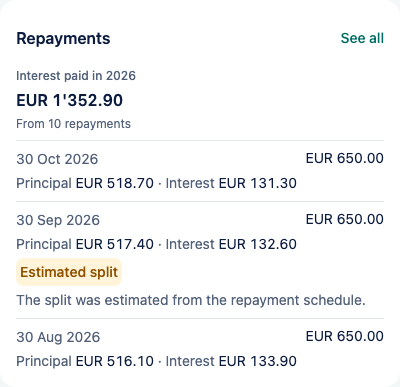 Repayments See all
Interest paid in 2026
EUR 1'352.90
From 10 repayments
30 Oct 2026 EUR 650.00
Principal EUR 518.70 · Interest EUR 131.30
30 Sep 2026 EUR 650.00
Principal EUR 517.40 · Interest EUR 132.60
Estimated split
The split was estimated from the repayment schedule.
30 Aug 2026 EUR 650.00
Principal EUR 516.10 · Interest EUR 133.90